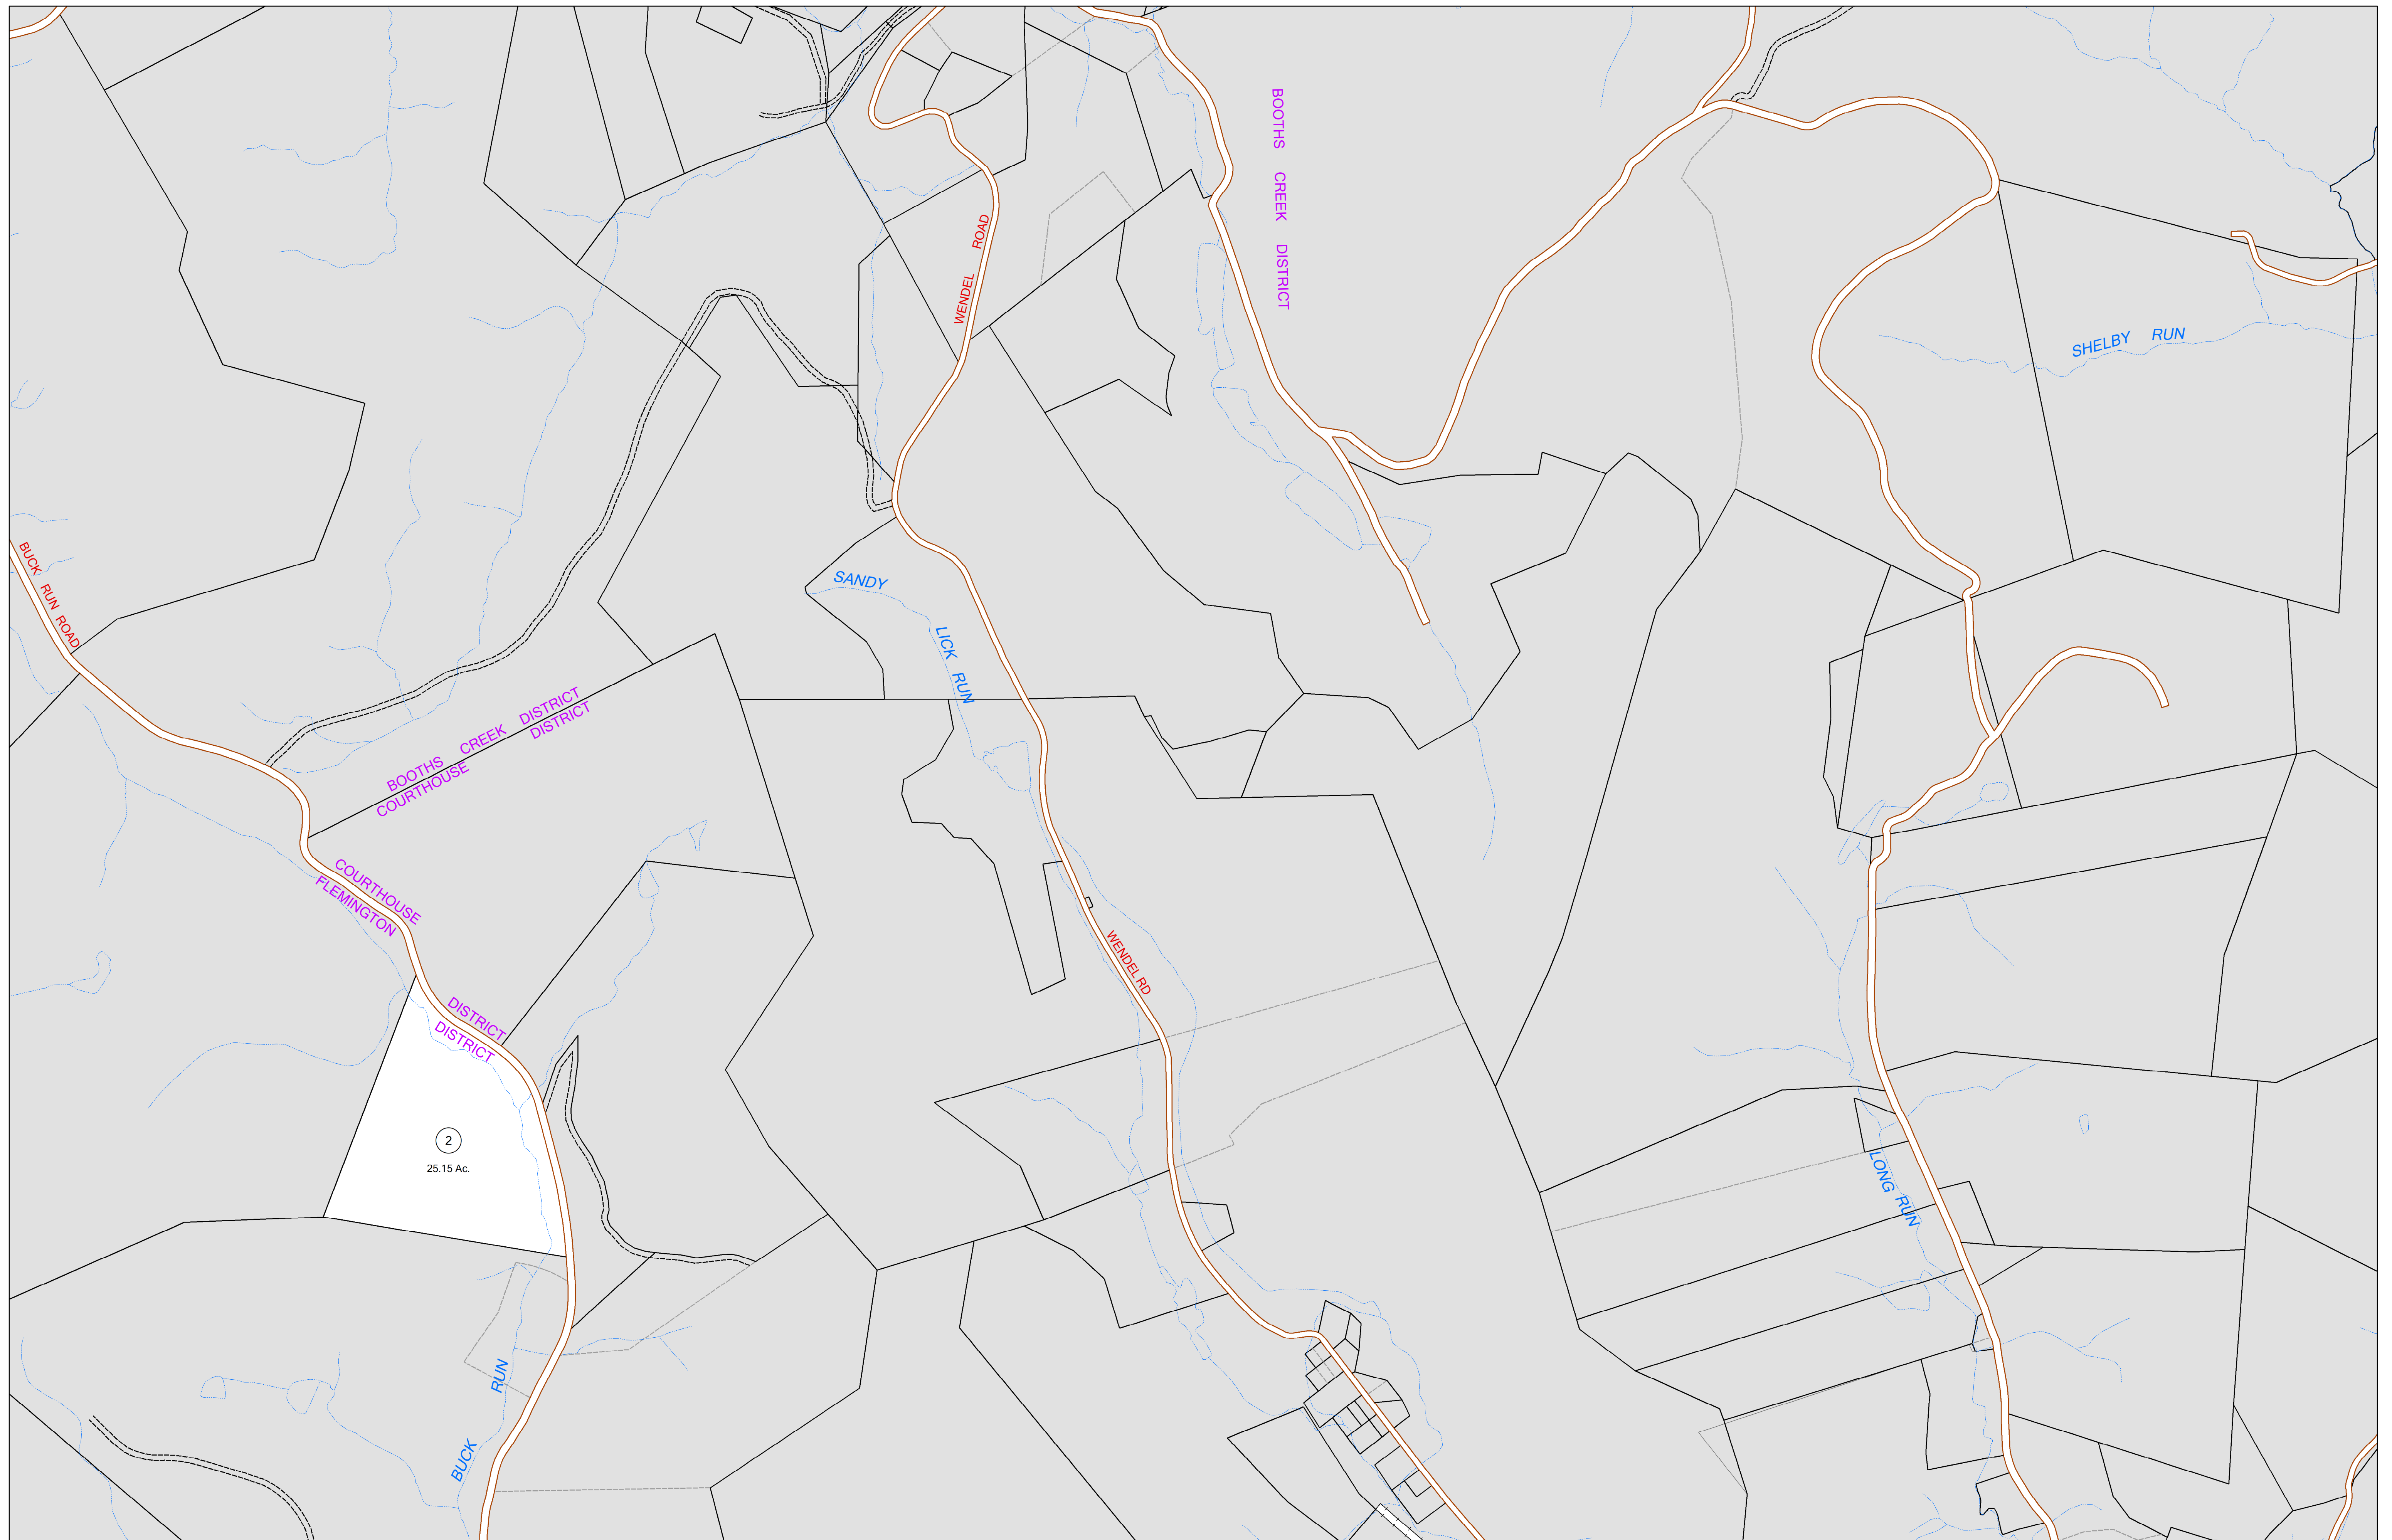 BOOTHS CREEK DISTRICT
WENDEL ROAD
SHELBY RUN
BUCK RUN ROAD
SANDY LICK RUN
BOOTHS CREEK DISTRICT
COURTHOUSE DISTRICT
COURTHOUSE DISTRICT
FLEMINGTON DISTRICT
WENDEL RD
2
25.15 Ac.
LONG RUN
BUCK RUN